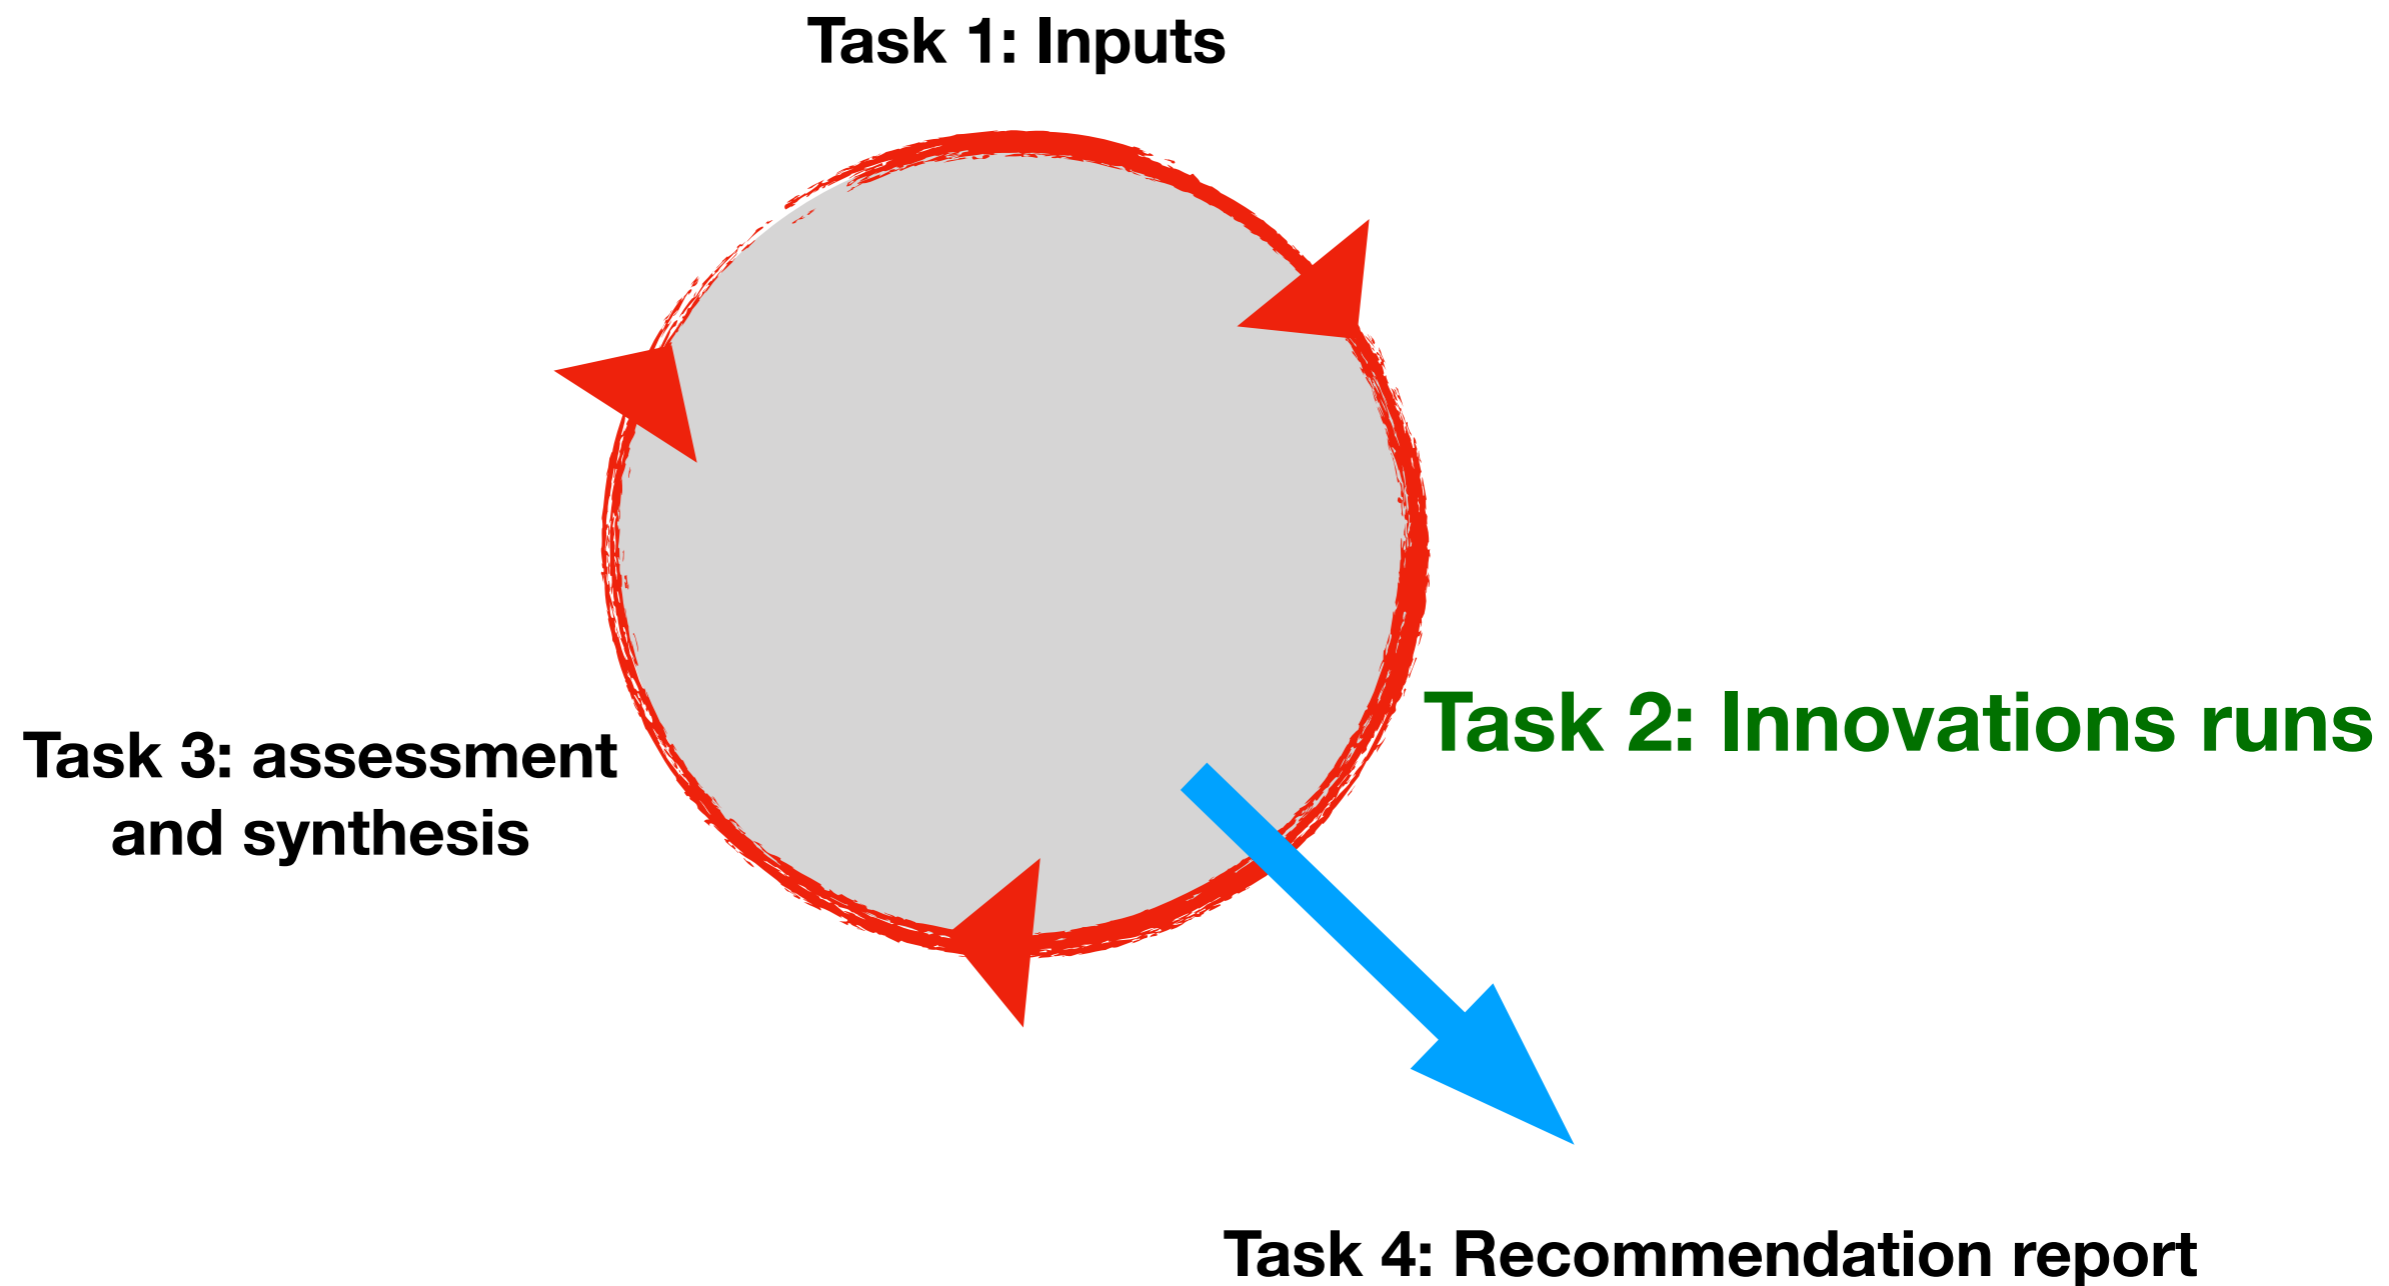 Task 1: Inputs
Task 2: Innovations runs
Task 3: assessment
and synthesis
Task 4: Recommendation report